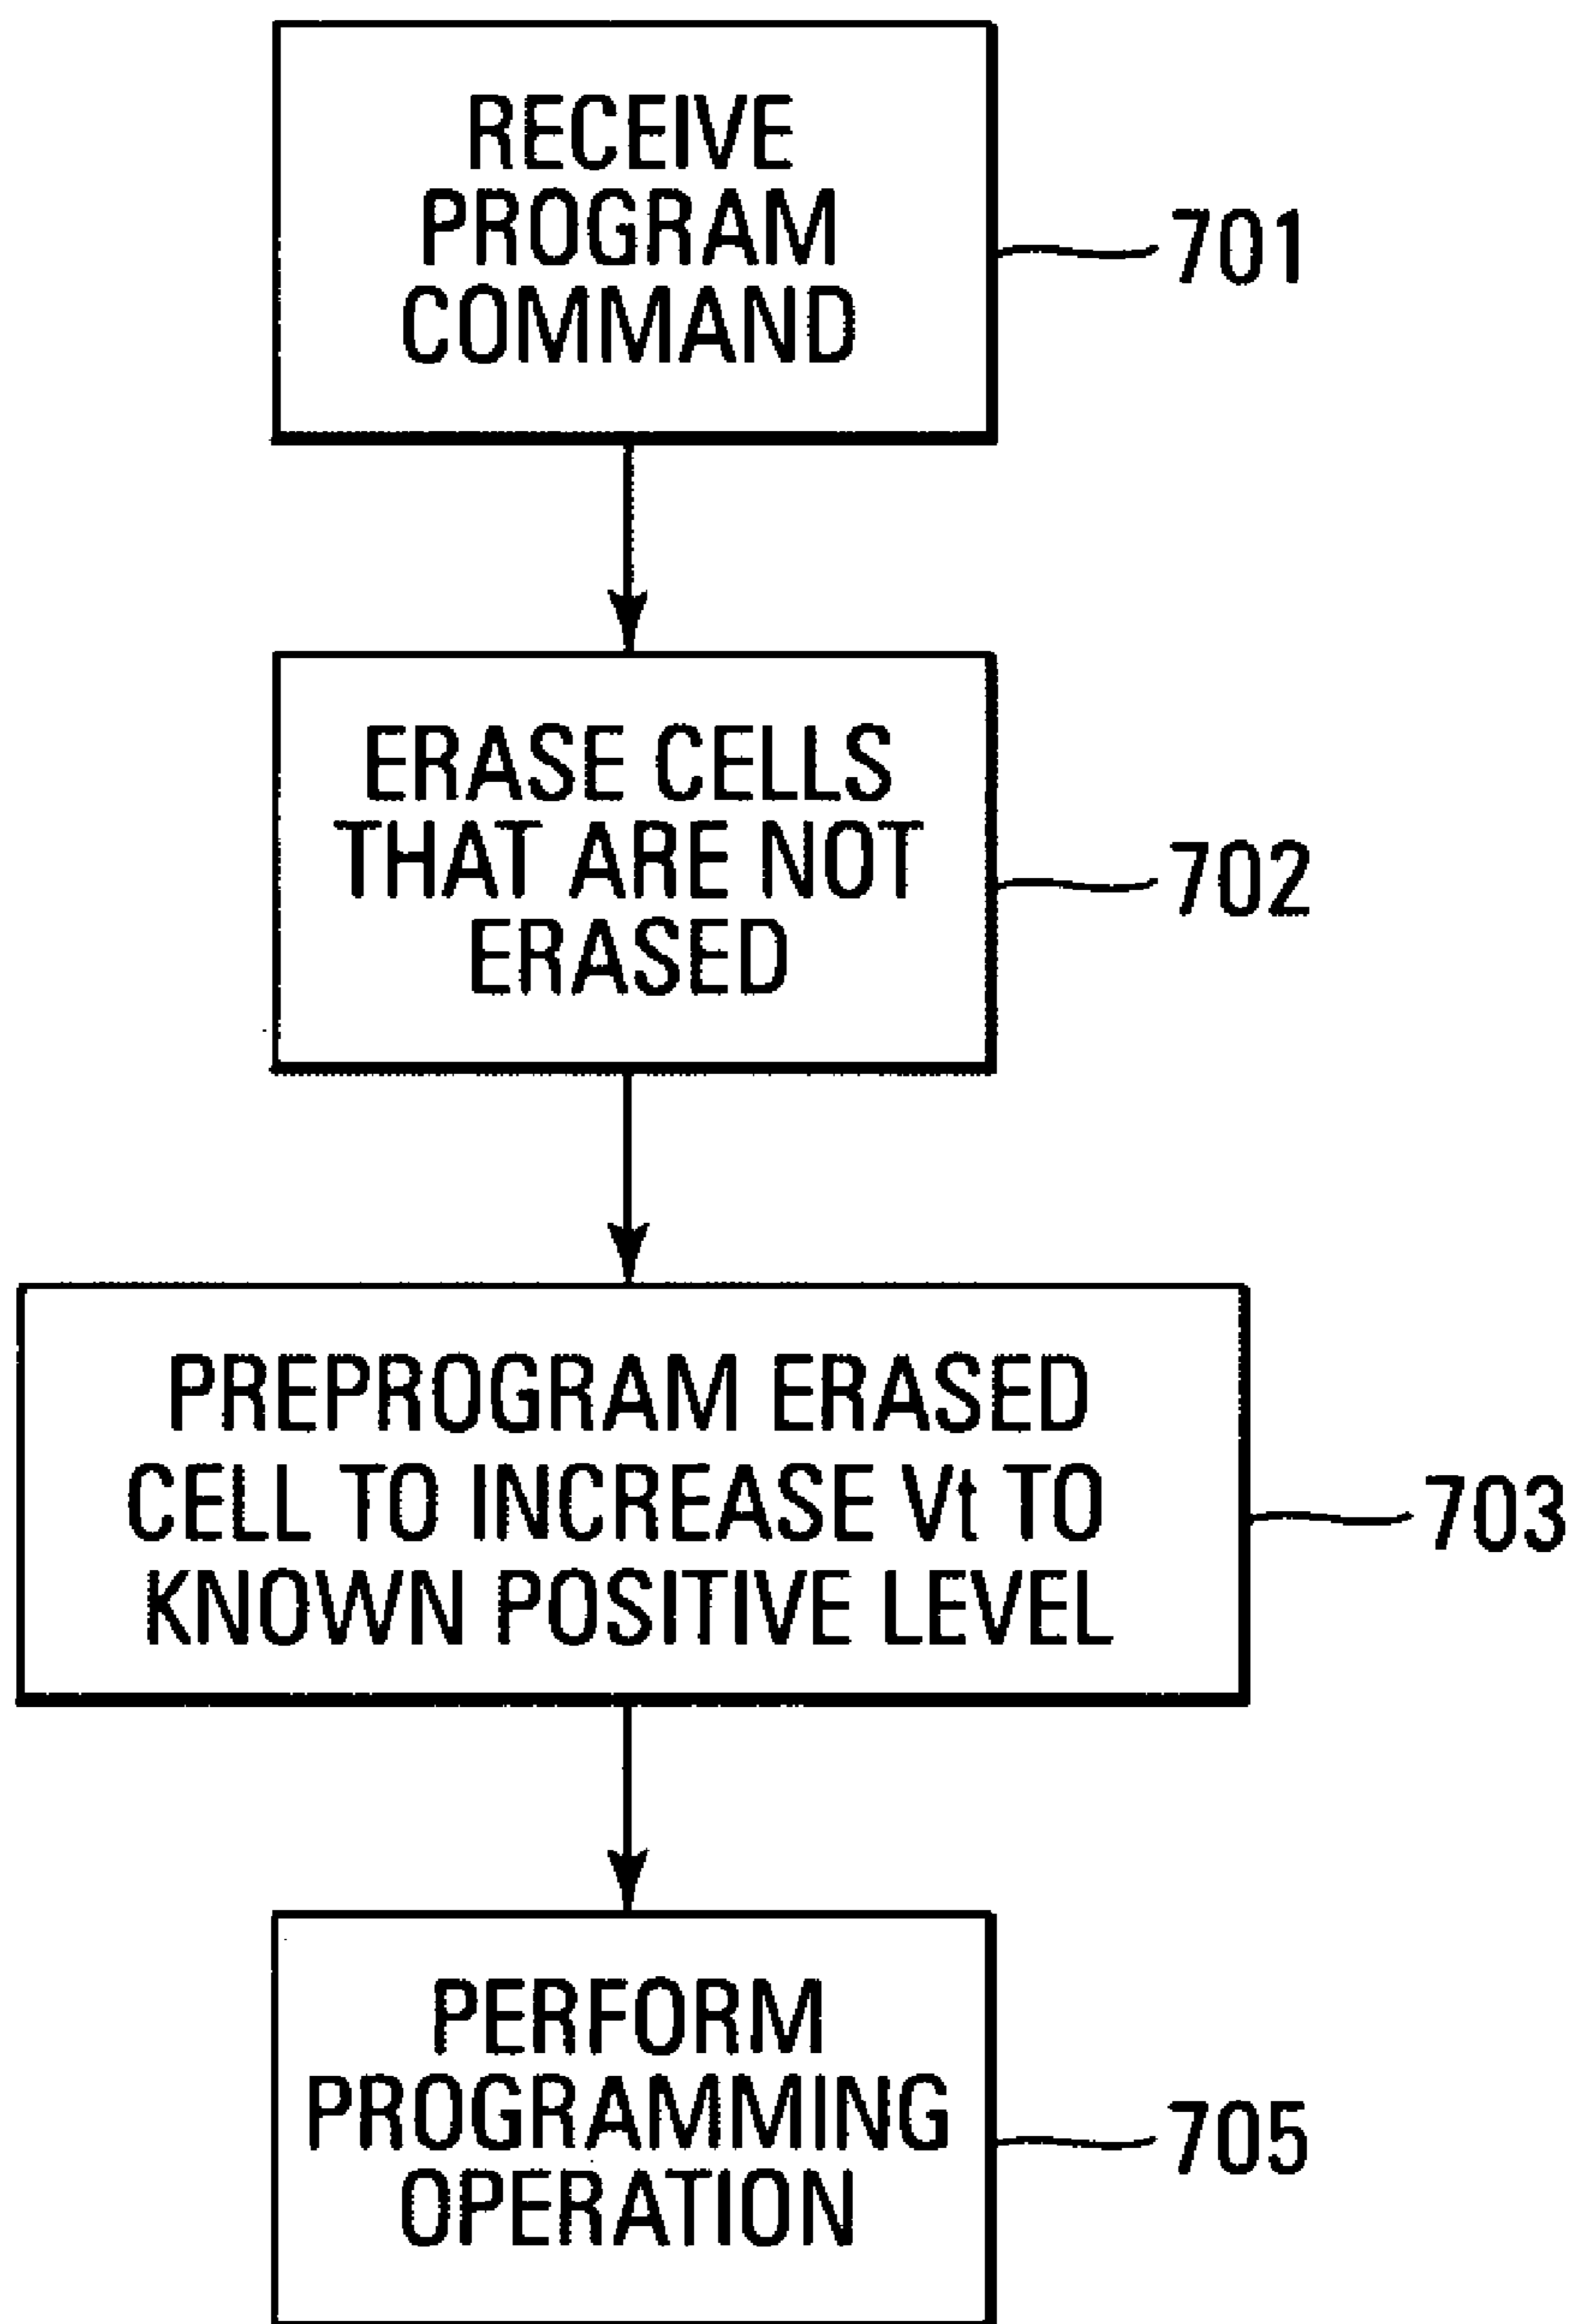 RECEIVE
PROGRAM
COMMAND
701
ERASE CELLS
THAT ARE NOT
ERASED
702
PREPROGRAM ERASED
CELL TO INCREASE Vt TO
KNOWN POSITIVE LEVEL
703
PERFORM
PROGRAMMING
OPERATION
705